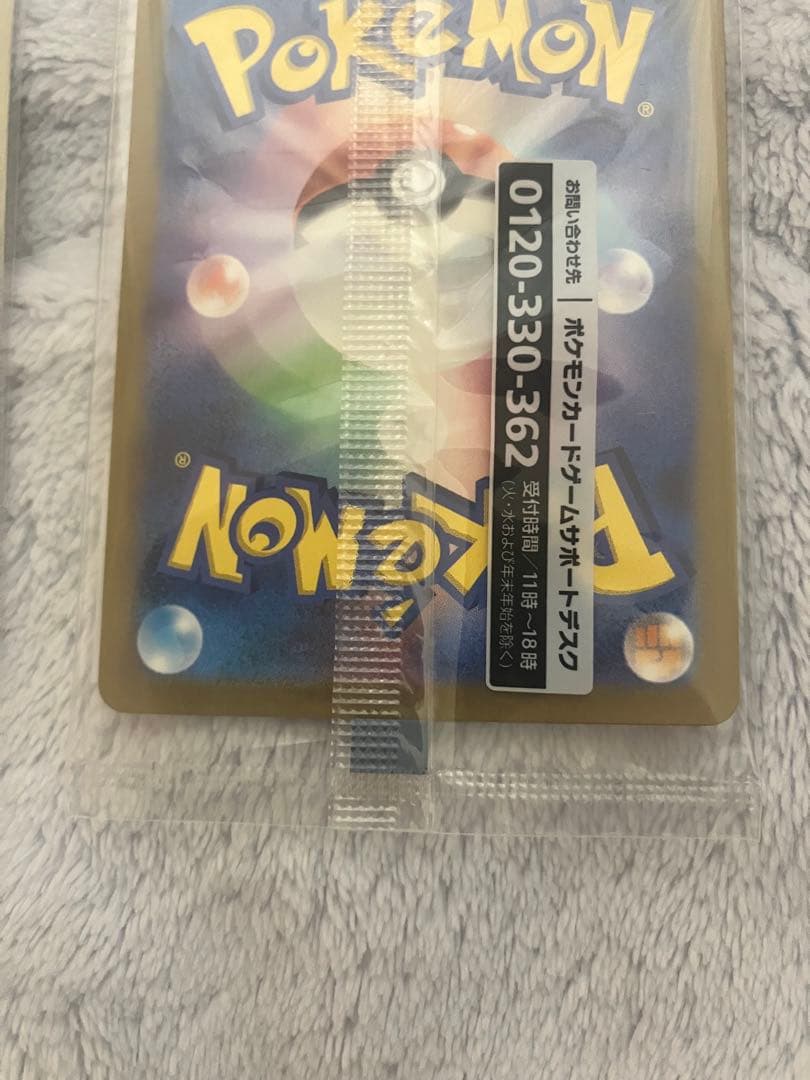 POKéMON
®
お問い合わせ先 | ポケモンカードゲームサポートデスク
0120-330-362 受付時間/11時〜18時
(火・水および年末年始を除く)
POKéMON
®